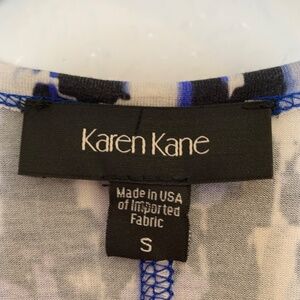 Karen Kane
Made in USA
of Imported
Fabric
S